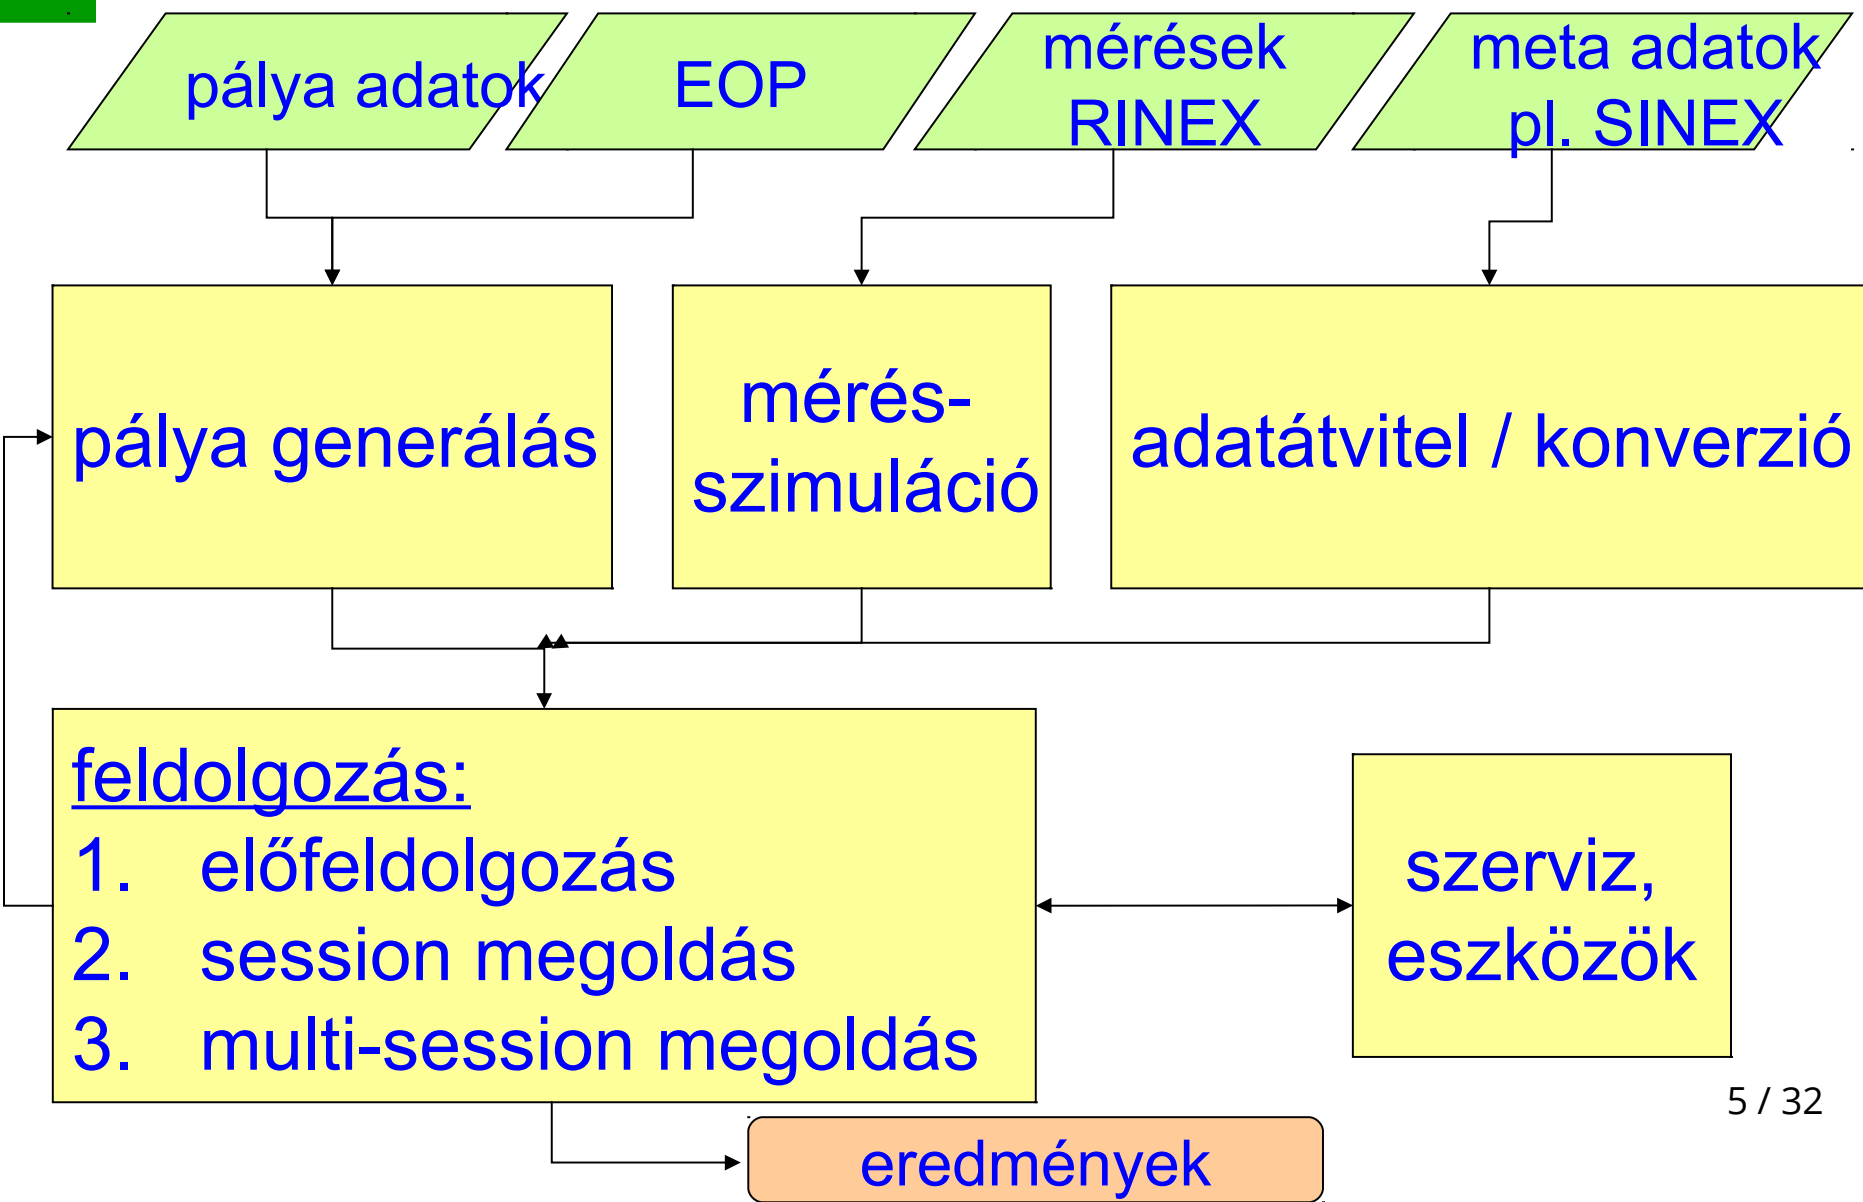 pálya adatok
EOP
mérések
RINEX
meta adatok
pl. SINEX
pálya generálás
mérés-
szimuláció
adatátvitel / konverzió
feldolgozás:
1. előfeldolgozás
2. session megoldás
3. multi-session megoldás
szerviz,
eszközök
5 / 32
eredmények